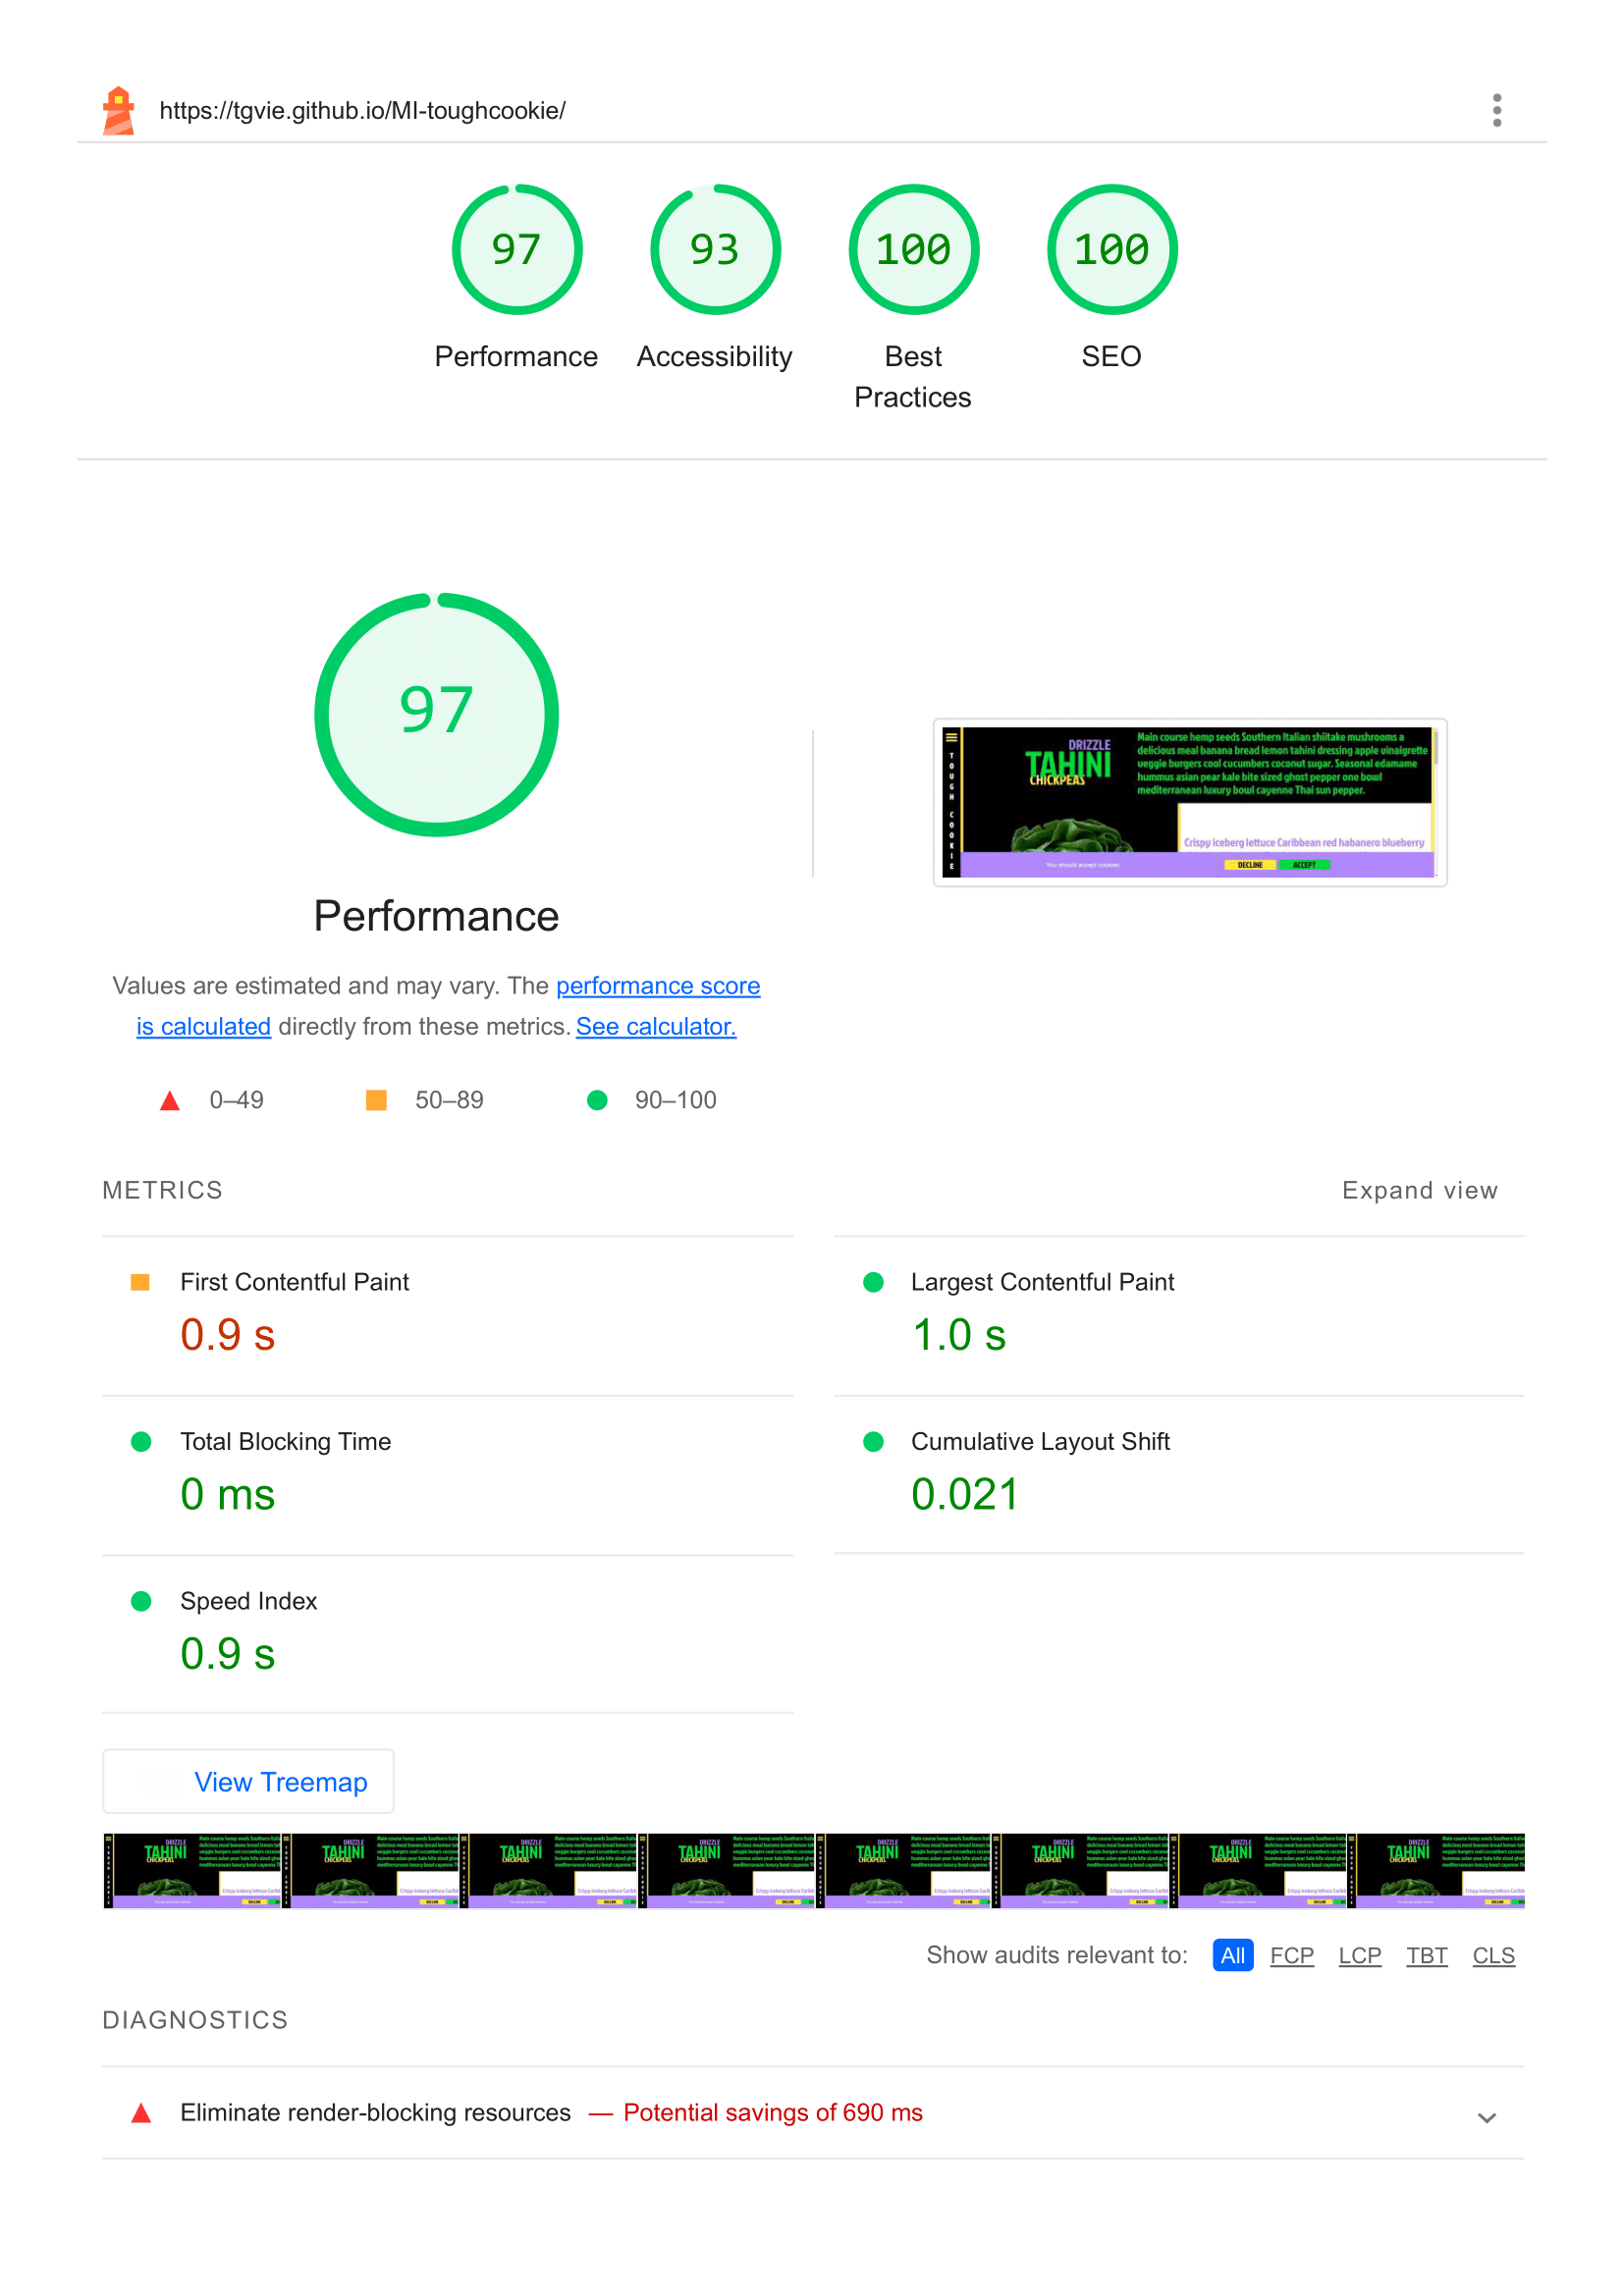 https://tgvie.github.io/MI-toughcookie/
97
93
100
100
Performance
Accessibility
Best
Practices
SEO
97
Performance
Values are estimated and may vary. The performance score
is calculated directly from these metrics. See calculator.
0–49
50–89
90–100
TOUGH COOKIE
DRIZZLE
TAHINI
CHICKPEAS
Main course hemp seeds Southern Italian shiitake mushrooms a
delicious meal banana bread lemon tahini dressing apple vinaigrette
veggie burgers cool cucumbers coconut sugar. Seasonal edamame
hummus asian pear kale bite sized ghost pepper one bowl
mediterranean luxury bowl cayenne Thai sun pepper.
Crispy iceberg lettuce Caribbean red habanero blueberry
You should accept cookies
DECLINE
ACCEPT
METRICS
Expand view
First Contentful Paint
0.9 s
Largest Contentful Paint
1.0 s
Total Blocking Time
0 ms
Cumulative Layout Shift
0.021
Speed Index
0.9 s
View Treemap
Show audits relevant to: All FCP LCP TBT CLS
DIAGNOSTICS
Eliminate render-blocking resources — Potential savings of 690 ms